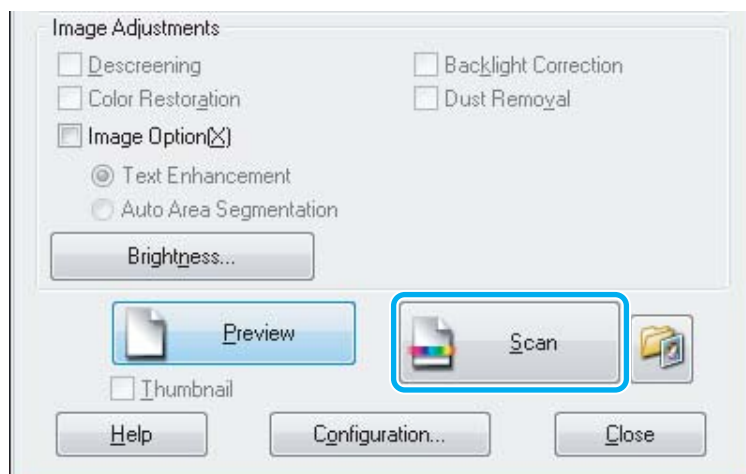 Image Adjustments
Descreening
Backlight Correction
Color Restoration
Dust Removal
Image Option(X)
Text Enhancement
Auto Area Segmentation
Brightness...
Preview
Scan
Thumbnail
Help
Configuration...
Close